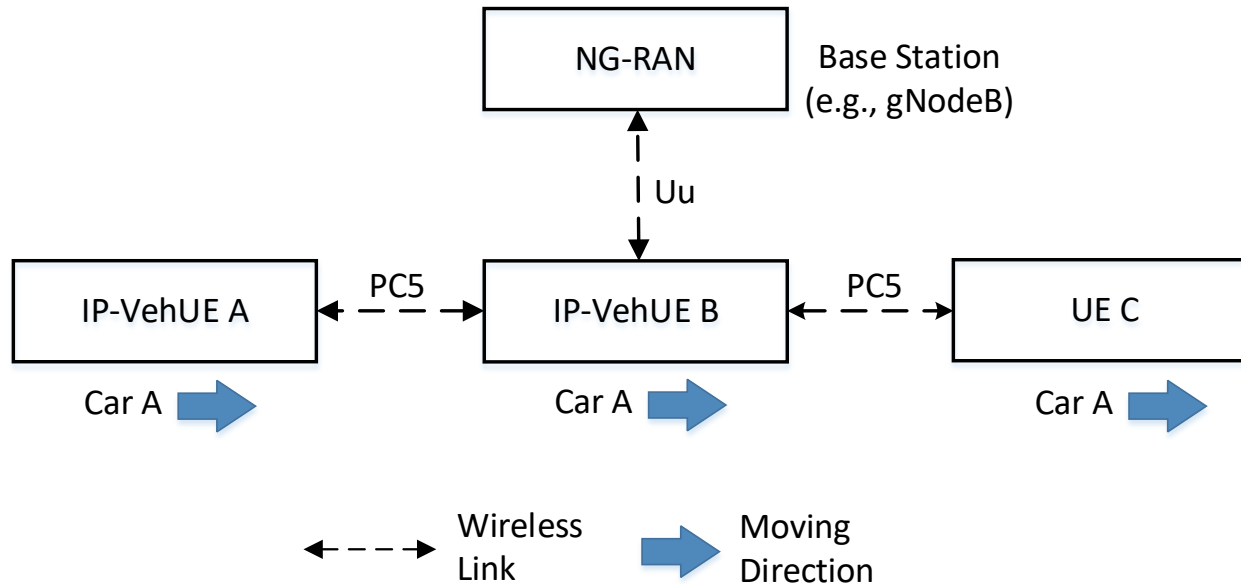 NG-RAN
Base Station
(e.g., gNodeB)
Uu
IP-VehUE A
PC5
IP-VehUE B
PC5
UE C
Car A
Car A
Car A
Wireless
Link
Moving
Direction